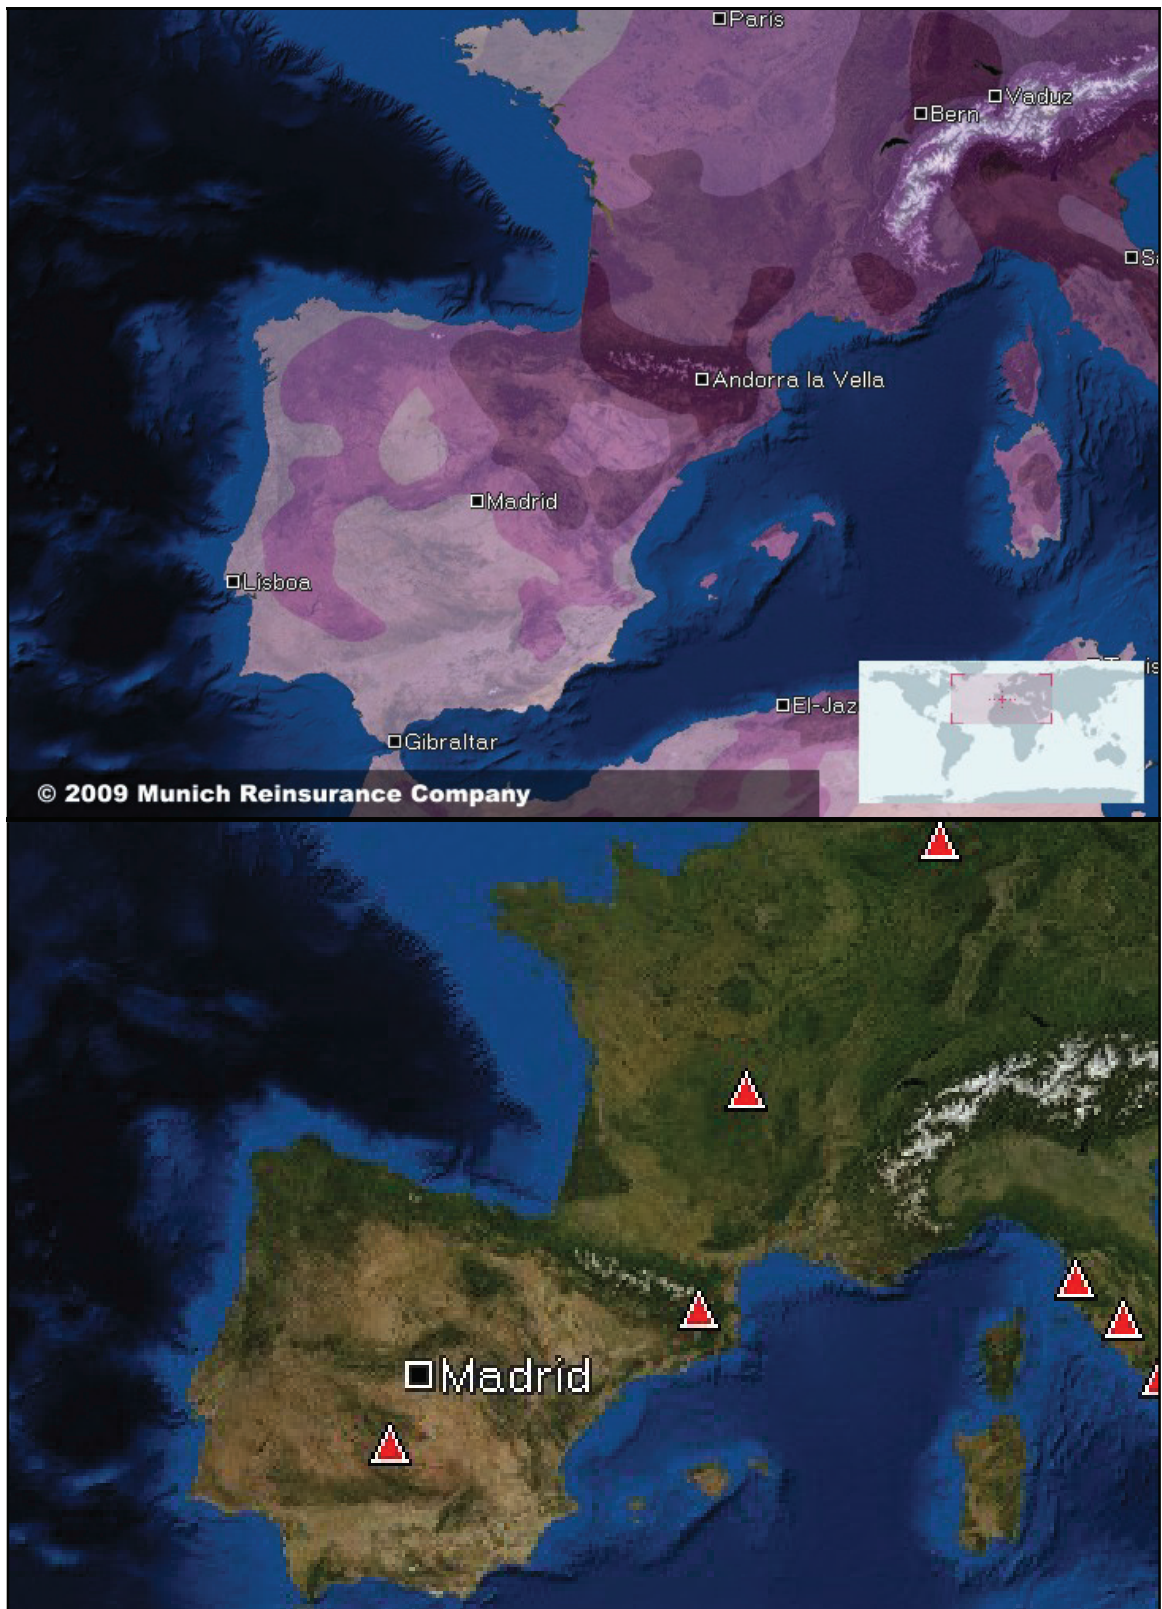 Paris
Vaduz
Bern
Andorra la Vella
Madrid
Lisboa
El-Jaz
Gibraltar
© 2009 Munich Reinsurance Company
Madrid